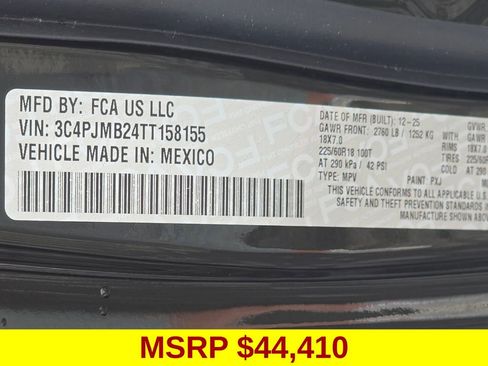 MFD BY: FCA US LLC
VIN: 3C4PJMB24TT158155
VEHICLE MADE IN: MEXICO
DATE OF MFR (BUILT): 12-25
GVWR
GAWR FRONT: 2760 LB / 1252 KG
GAWR
18X7.0
RIMS
18X7.0
225/60R18 100T
TIRES
225/60R
AT 290 kPa / 42 PSI
COLD
AT 290
TYPE: MPV
PAINT: PXJ
THIS VEHICLE CONFORMS TO ALL APPLICABLE U.S.
SAFETY AND THEFT PREVENTION STANDARDS
MANUFACTURE SHOWN ABOVE
MSRP $44,410